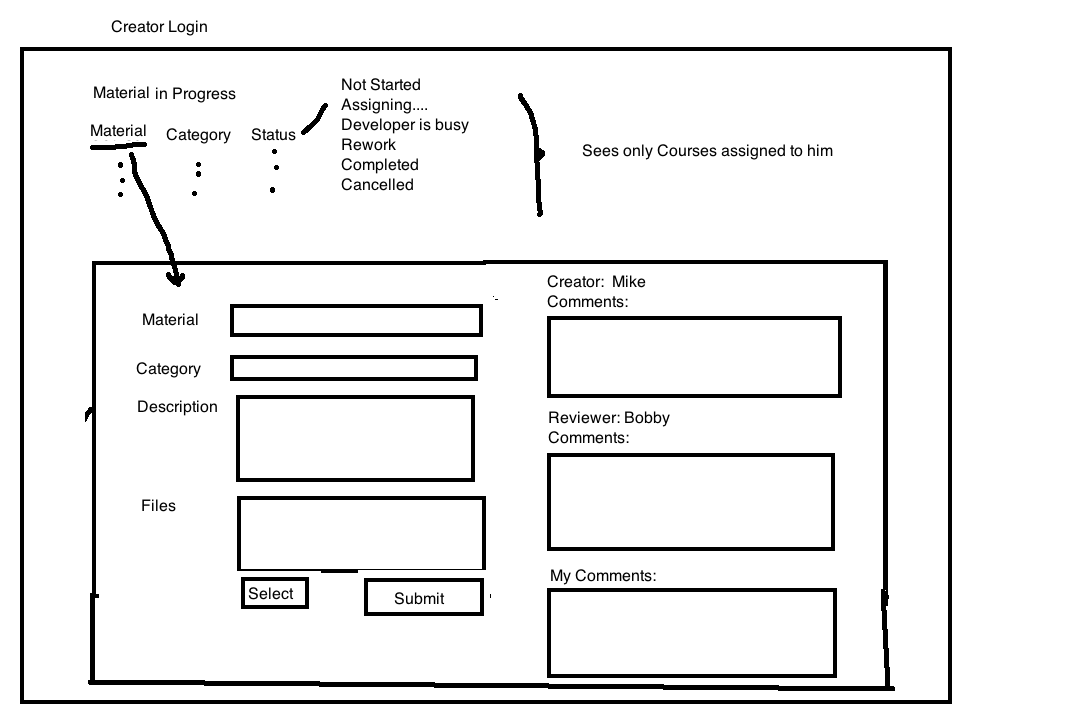 Creator Login
Material in Progress
Material Category Status
Not Started
Assigning....
Developer is busy
Rework
Completed
Cancelled
Sees only Courses assigned to him
Material
Category
Description
Files
Select
Submit
Creator: Mike
Comments:
Reviewer: Bobby
Comments:
My Comments: